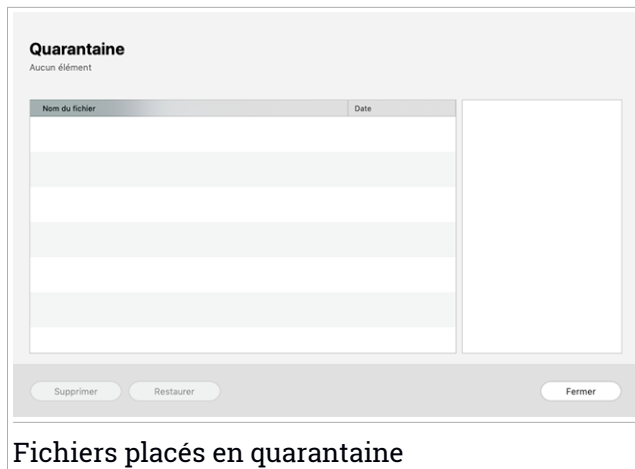 Quarantaine
Aucun élément
Nom du fichier Date
Supprimer Restaurer Fermer
Fichiers placés en quarantaine